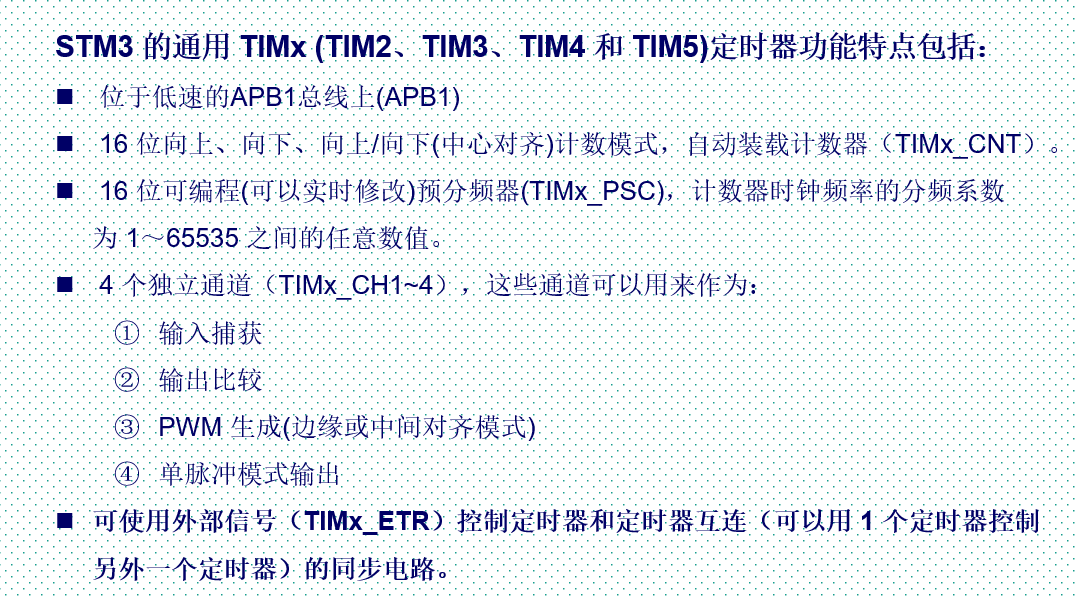 STM3 的通用 TIMx (TIM2、TIM3、TIM4 和 TIM5)定时器功能特点包括：
■ 位于低速的APB1总线上(APB1)
■ 16 位向上、向下、向上/向下(中心对齐)计数模式，自动装载计数器（TIMx_CNT）。
■ 16 位可编程(可以实时修改)预分频器(TIMx_PSC)，计数器时钟频率的分频系数
为 1～65535 之间的任意数值。
■ 4 个独立通道（TIMx_CH1~4），这些通道可以用来作为：
① 输入捕获
② 输出比较
③ PWM 生成(边缘或中间对齐模式)
④ 单脉冲模式输出
■ 可使用外部信号（TIMx_ETR）控制定时器和定时器互连（可以用 1 个定时器控制
另外一个定时器）的同步电路。